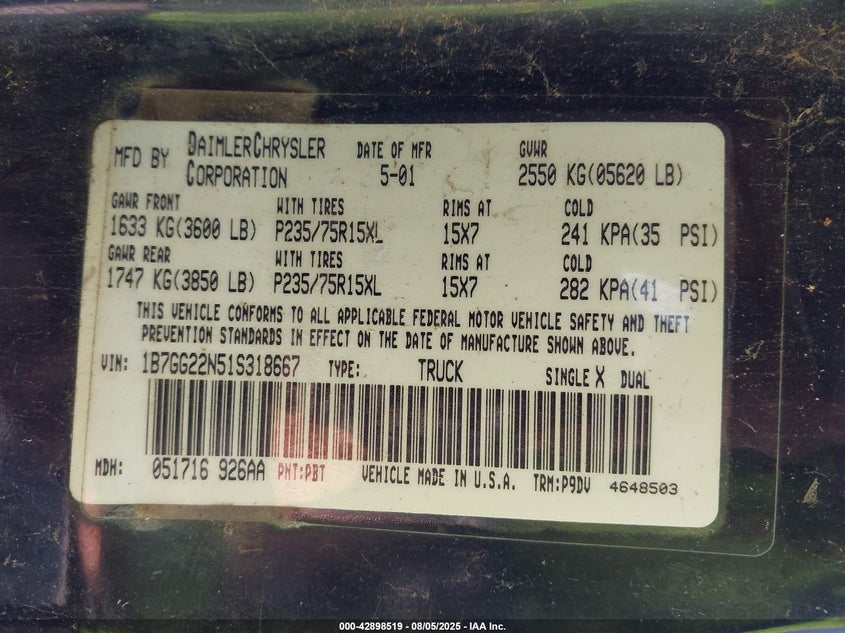 MFD BY DAIMLERCHRYSLER CORPORATION DATE OF MFR 5-01 GVWR 2550 KG(05620 LB)
GAWR FRONT WITH TIRES RIMS AT COLD
1633 KG(3600 LB) P235/75R15XL 15X7 241 KPA(35 PSI)
GAWR REAR WITH TIRES RIMS AT COLD
1747 KG(3850 LB) P235/75R15XL 15X7 282 KPA(41 PSI)
THIS VEHICLE CONFORMS TO ALL APPLICABLE FEDERAL MOTOR VEHICLE SAFETY AND THEFT
PREVENTION STANDARDS IN EFFECT ON THE DATE OF MANUFACTURE SHOWN ABOVE.
VIN: 1B7GG22N51S318667 TYPE: TRUCK SINGLE X DUAL
MDH: 051716 926AA PNT:PBT VEHICLE MADE IN U.S.A. TRM:P9DV 4648503
000-42898519 - 08/05/2025 - IAA Inc.